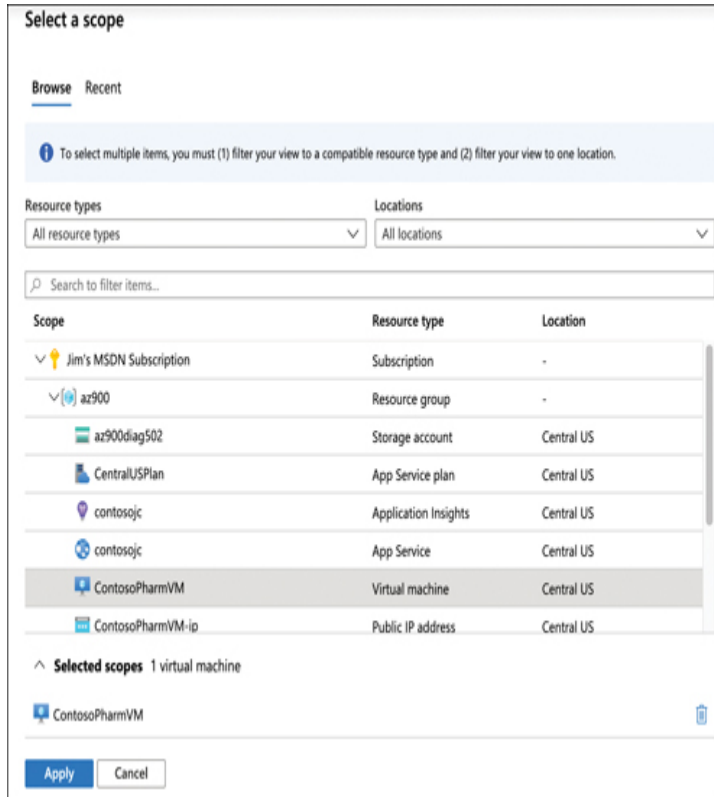 Select a scope
Browse Recent
To select multiple items, you must (1) filter your view to a compatible resource type and (2) filter your view to one location.
Resource types Locations
All resource types All locations
Search to filter items...
Scope Resource type Location
Jim's MSDN Subscription Subscription -
az900 Resource group -
az900diag502 Storage account Central US
CentralUSPlan App Service plan Central US
contosojc Application Insights Central US
contosojc App Service Central US
ContosoPharmVM Virtual machine Central US
ContosoPharmVM-ip Public IP address Central US
Selected scopes 1 virtual machine
ContosoPharmVM
Apply Cancel